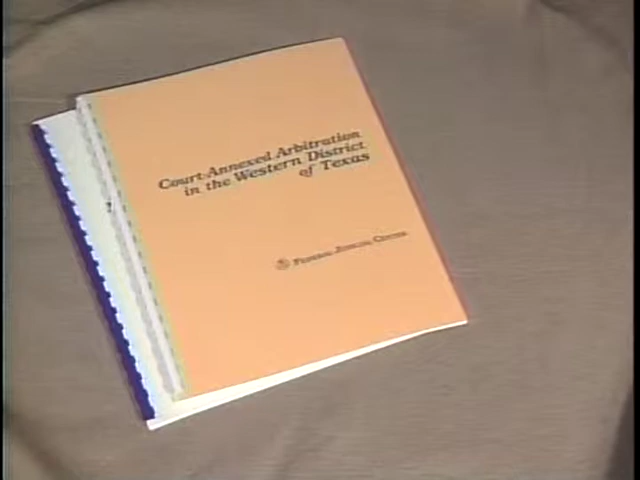 Court-Annexed Arbitration
in the Western District
of Texas
Federal Judicial Center